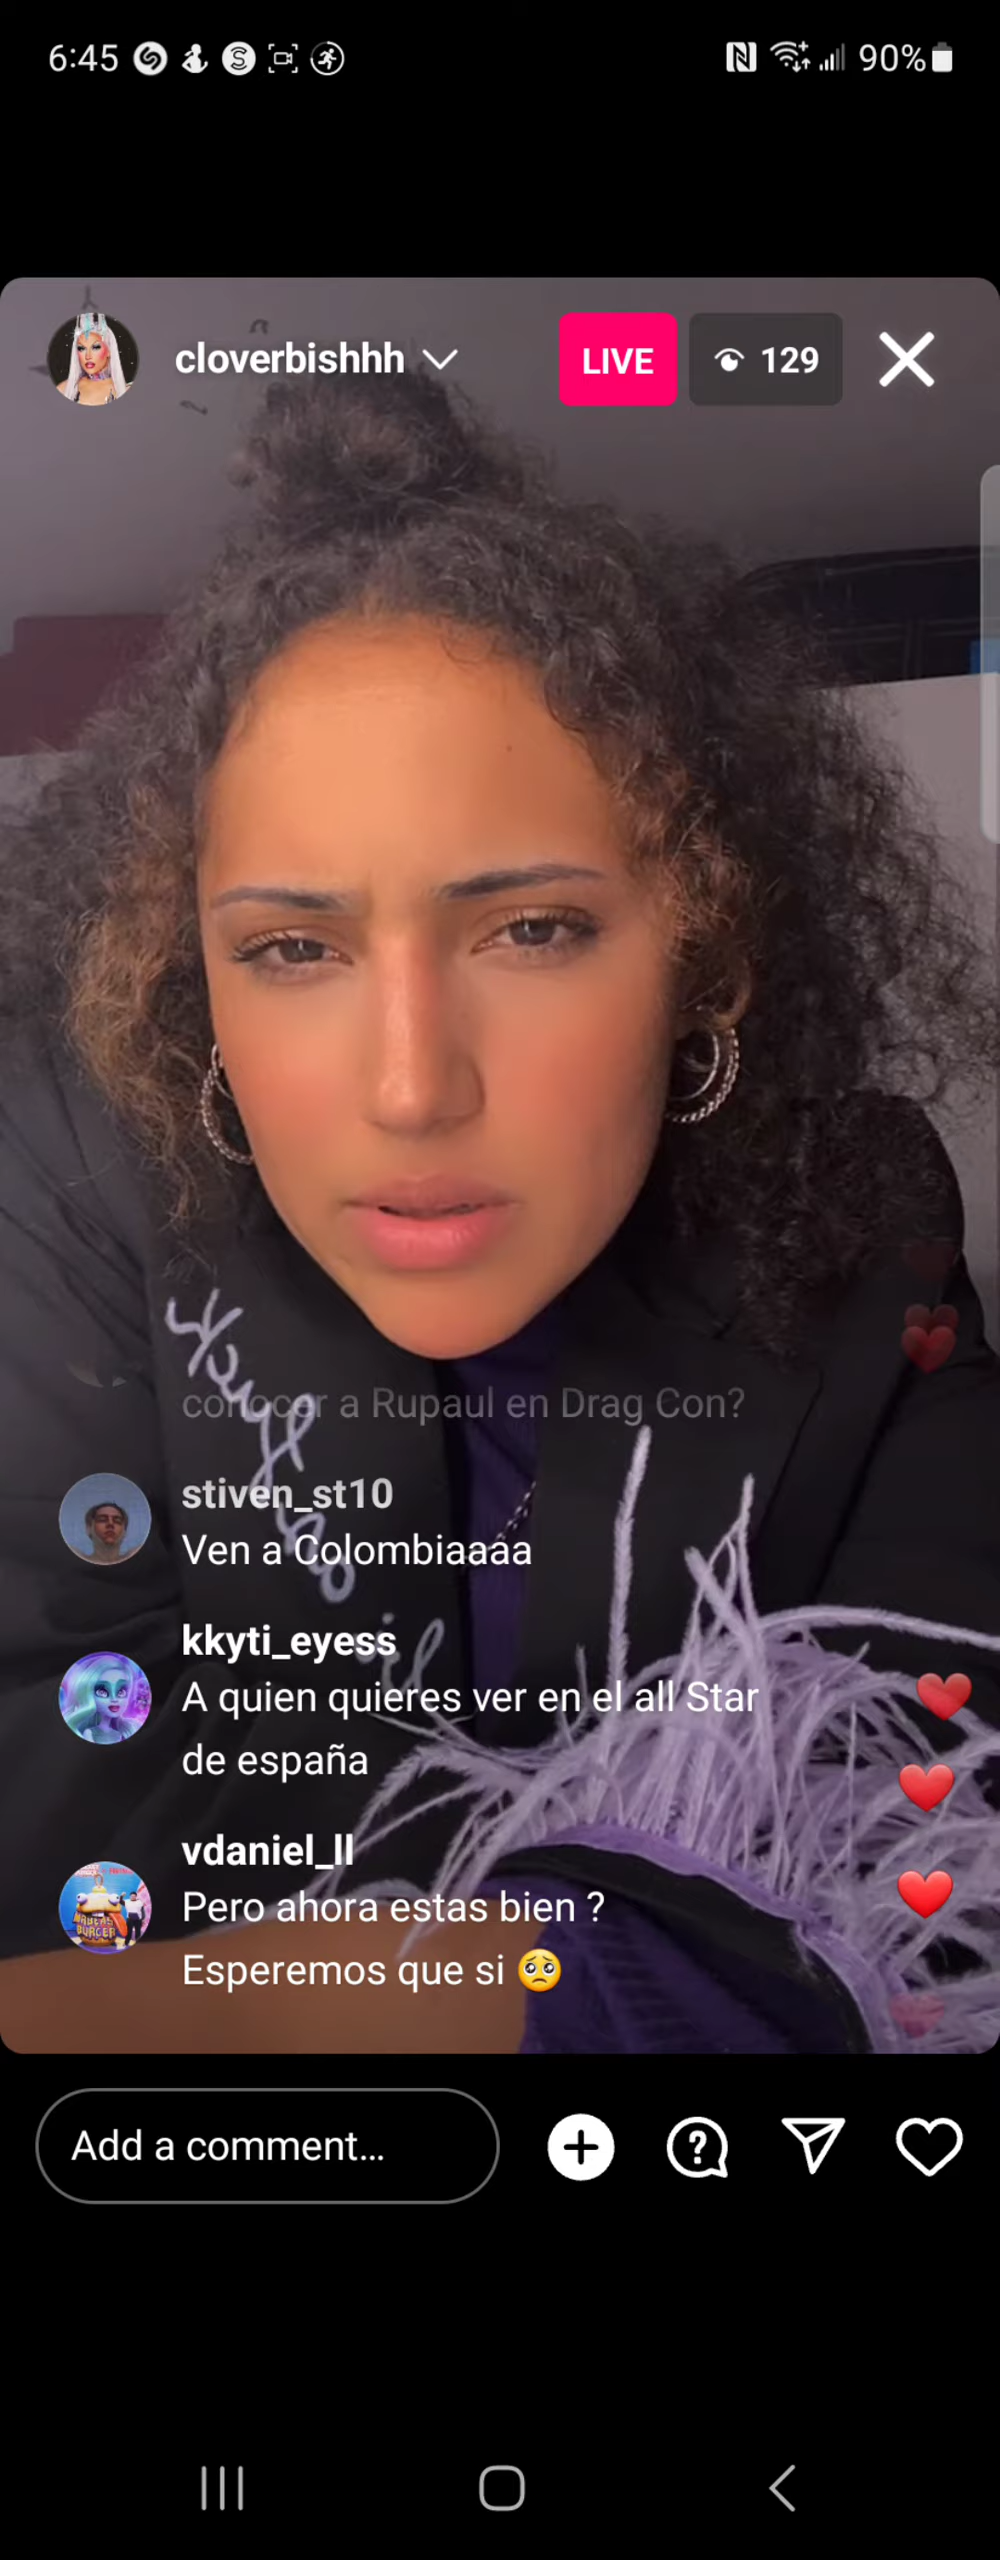 6:45
90%
cloverbishhh
LIVE
129
conocer a Rupaul en Drag Con?
stiven_st10
Ven a Colombiaaaa
kkyti_eyess
A quien quieres ver en el all Star
de españa
vdaniel_ll
Pero ahora estas bien ?
Esperemos que si 🥺
Add a comment...